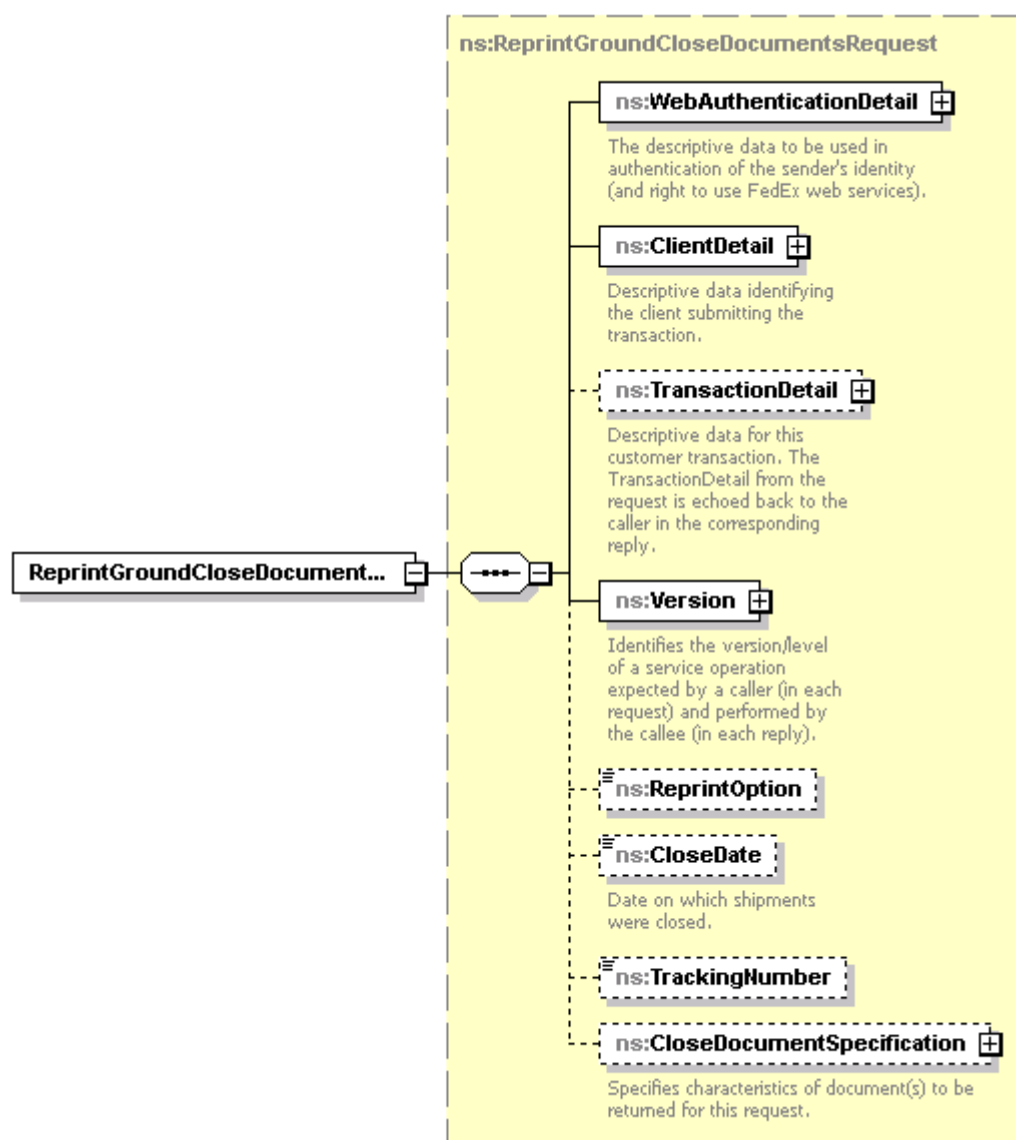 ns:ReprintGroundCloseDocumentsRequest
ns:WebAuthenticationDetail
The descriptive data to be used in
authentication of the sender's identity
(and right to use FedEx web services).
ns:ClientDetail
Descriptive data identifying
the client submitting the
transaction.
ns:TransactionDetail
Descriptive data for this
customer transaction. The
TransactionDetail from the
request is echoed back to the
caller in the corresponding
reply.
ReprintGroundCloseDocument...
ns:Version
Identifies the version/level
of a service operation
expected by a caller (in each
request) and performed by
the callee (in each reply).
ns:ReprintOption
ns:CloseDate
Date on which shipments
were closed.
ns:TrackingNumber
ns:CloseDocumentSpecification
Specifies characteristics of document(s) to be
returned for this request.